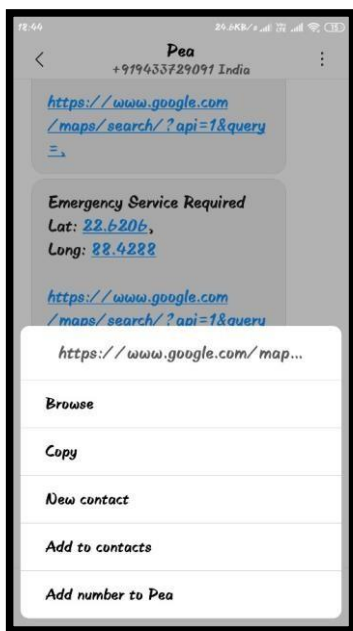 12:44 24.6KB/s
Pea
+919433729091 India
https://www.google.com
/maps/search/?api=1&query
=,
Emergency Service Required
Lat: 22.6206,
Long: 88.4288
https://www.google.com
/maps/search/?api=1&query
https://www.google.com/map...
Browse
Copy
New contact
Add to contacts
Add number to Pea